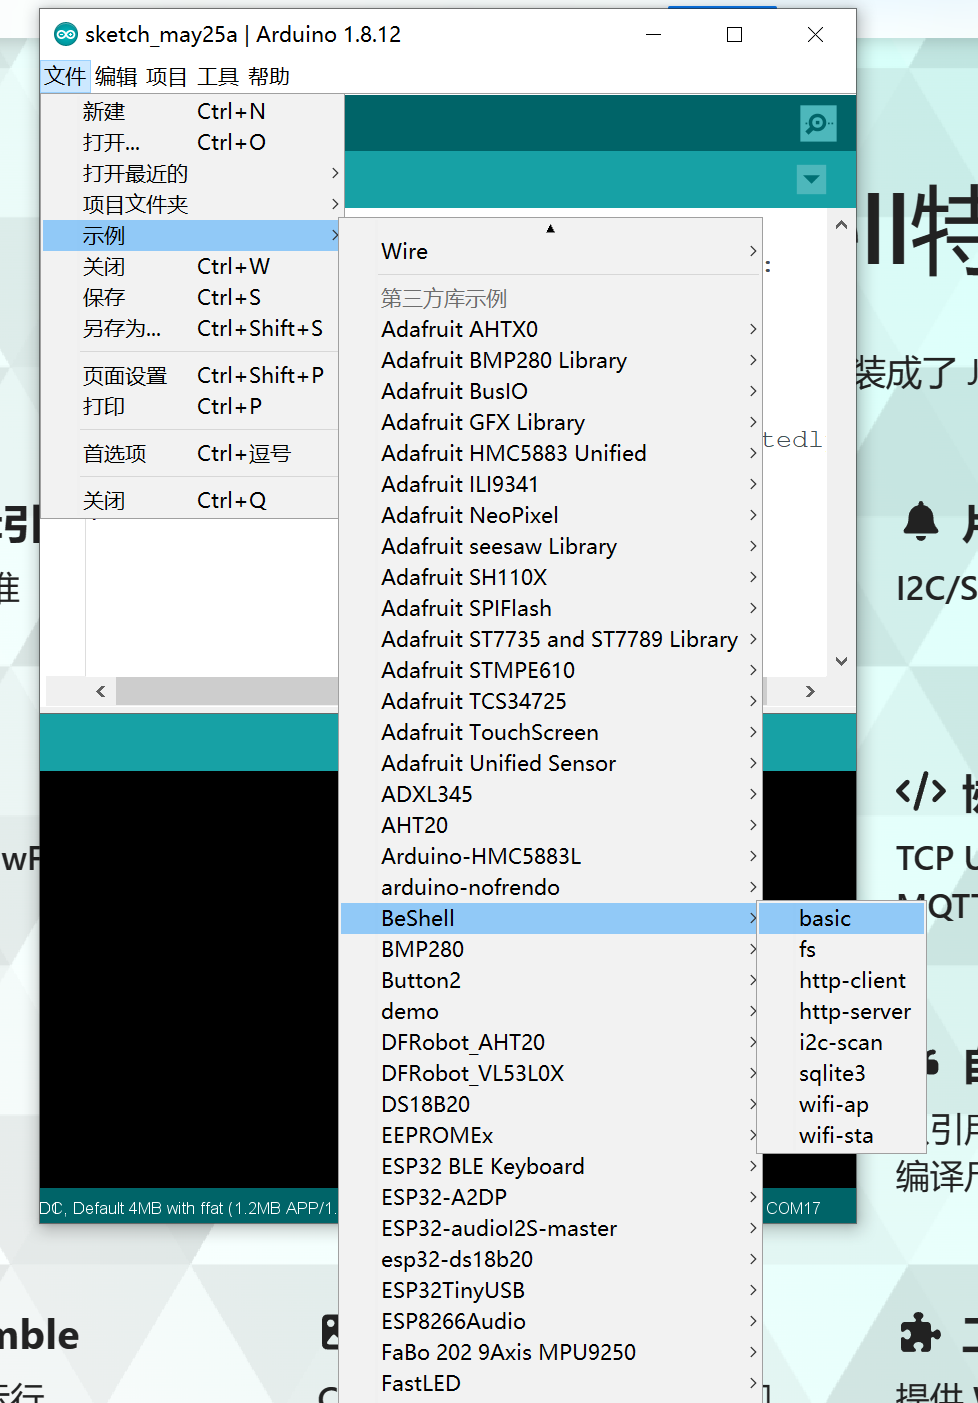 sketch_may25a | Arduino 1.8.12
文件 编辑 项目 工具 帮助
新建 Ctrl+N
打开... Ctrl+O
打开最近的
项目文件夹
示例
关闭 Ctrl+W
保存 Ctrl+S
另存为... Ctrl+Shift+S
页面设置 Ctrl+Shift+P
打印 Ctrl+P
首选项 Ctrl+逗号
关闭 Ctrl+Q
Wire
第三方库示例
Adafruit AHTX0
Adafruit BMP280 Library
Adafruit BusIO
Adafruit GFX Library
Adafruit HMC5883 Unified
Adafruit ILI9341
Adafruit NeoPixel
Adafruit seesaw Library
Adafruit SH110X
Adafruit SPIFlash
Adafruit ST7735 and ST7789 Library
Adafruit STMPE610
Adafruit TCS34725
Adafruit TouchScreen
Adafruit Unified Sensor
ADXL345
AHT20
Arduino-HMC5883L
arduino-nofrendo
BeShell
BMP280
Button2
demo
DFRobot_AHT20
DFRobot_VL53L0X
DS18B20
EEPROMEx
ESP32 BLE Keyboard
ESP32-A2DP
ESP32-audioI2S-master
esp32-ds18b20
ESP32TinyUSB
ESP8266Audio
FaBo 202 9Axis MPU9250
FastLED
basic
fs
http-client
http-server
i2c-scan
sqlite3
wifi-ap
wifi-sta
tedl
, Default 4MB with ffat (1.2MB APP/1.
COM17
ell特
装成了
引
准
I2C/S
</>
TCP U
MQTT
wF
引用
编译
mble
运行
提供